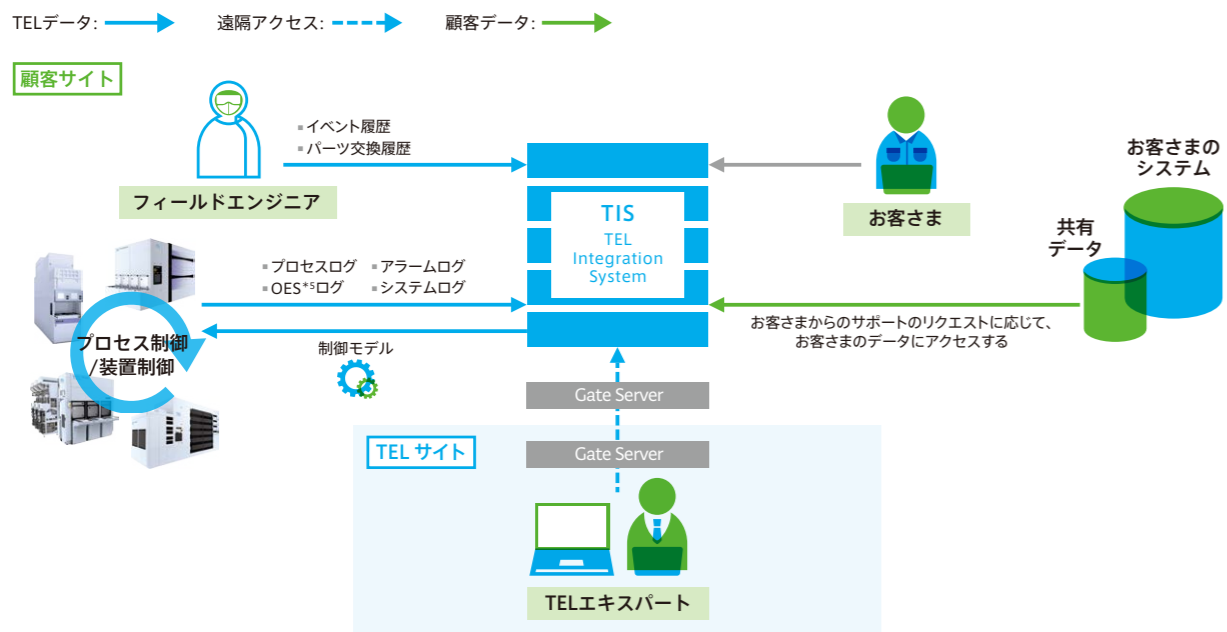 TELデータ:
遠隔アクセス:
顧客データ:
顧客サイト
▪イベント履歴
▪パーツ交換履歴
フィールドエンジニア
お客さま
お客さまの
システム
共有
データ
TIS
TEL
Integration
System
▪プロセスログ ▪アラームログ
▪OES*5ログ ▪システムログ
プロセス制御
/装置制御
制御モデル
お客さまからのサポートのリクエストに応じて、
お客さまのデータにアクセスする
Gate Server
TEL サイト
Gate Server
TELエキスパート